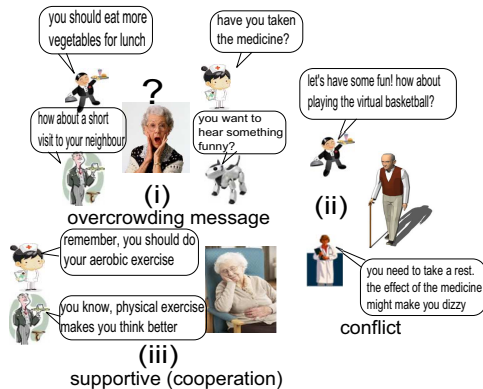 you should eat more
vegetables for lunch
have you taken
the medicine?
?
how about a short
visit to your neighbour
you want to
hear something
funny?
(i)
overcrowding message
let's have some fun! how about
playing the virtual basketball?
(ii)
you need to take a rest.
the effect of the medicine
might make you dizzy
conflict
remember, you should do
your aerobic exercise
you know, physical exercise
makes you think better
(iii)
supportive (cooperation)